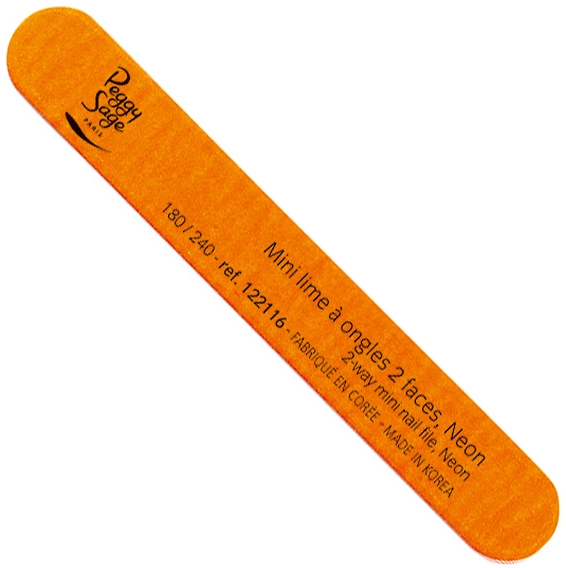 Peggy
Sage
PARIS
Mini lime à ongles 2 faces, Neon
2-way mini nail file, Neon
180 / 240 - ref. 122116 - FABRIQUÉ EN CORÉE - MADE IN KOREA